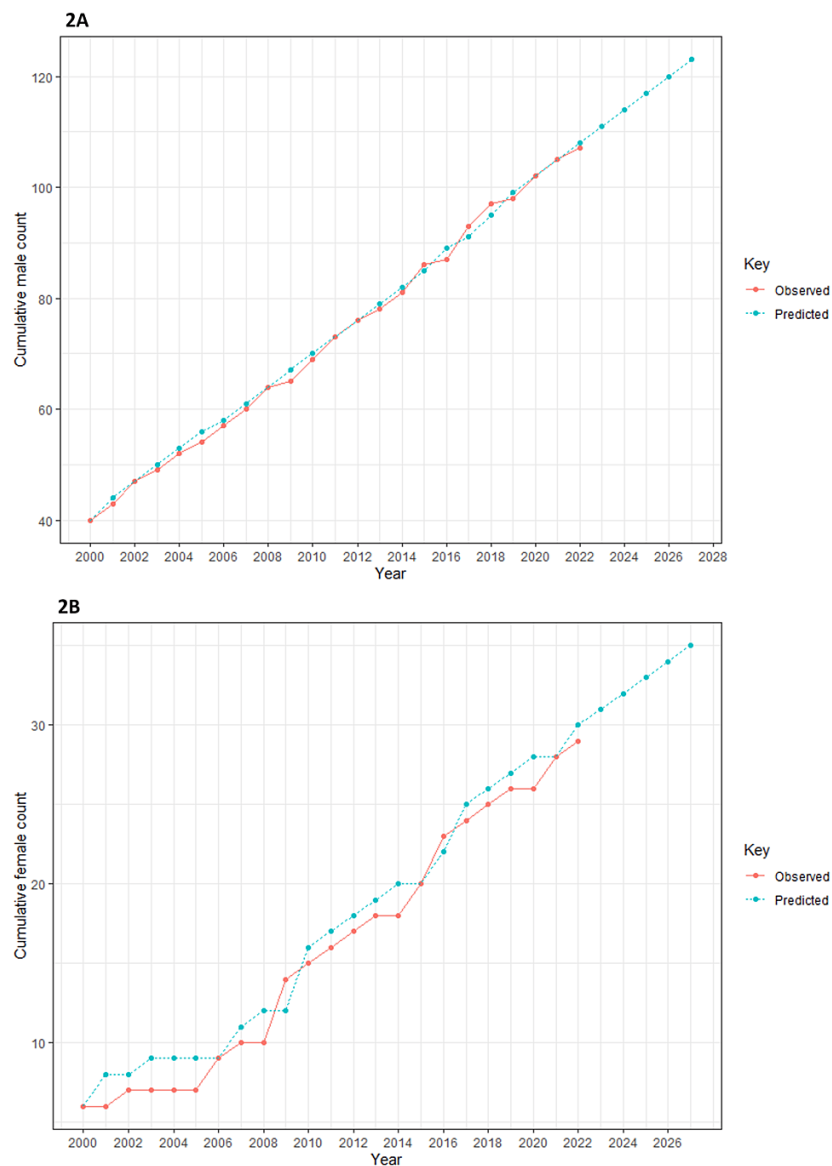 2A
120
100
80
60
40
Cumulative male count
2000 2002 2004 2006 2008 2010 2012 2014 2016 2018 2020 2022 2024 2026 2028
Year
Key
Observed
Predicted
2B
30
20
10
Cumulative female count
2000 2002 2004 2006 2008 2010 2012 2014 2016 2018 2020 2022 2024 2026
Year
Key
Observed
Predicted